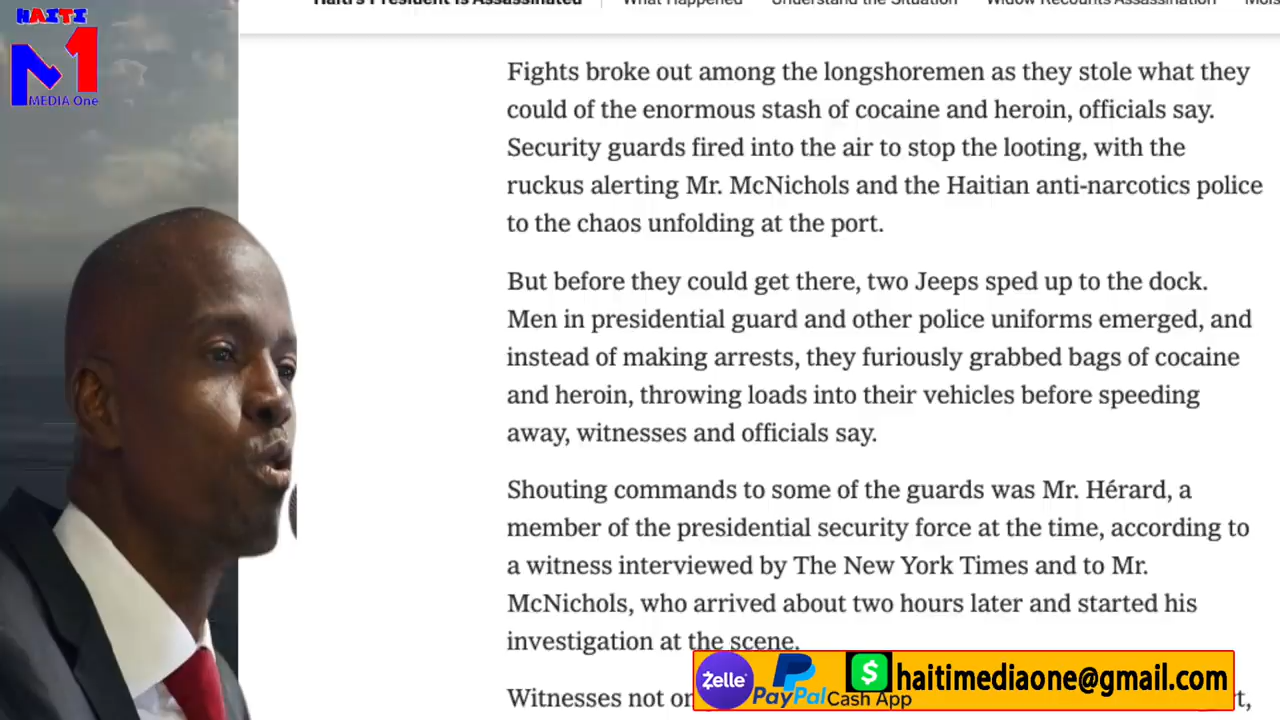 Haiti's President Is Assassinated What Happened Understand the Situation Widow Recounts Assassination
HAITI
M1
MEDIA One
Fights broke out among the longshoremen as they stole what they
could of the enormous stash of cocaine and heroin, officials say.
Security guards fired into the air to stop the looting, with the
ruckus alerting Mr. McNichols and the Haitian anti-narcotics police
to the chaos unfolding at the port.
But before they could get there, two Jeeps sped up to the dock.
Men in presidential guard and other police uniforms emerged, and
instead of making arrests, they furiously grabbed bags of cocaine
and heroin, throwing loads into their vehicles before speeding
away, witnesses and officials say.
Shouting commands to some of the guards was Mr. Hérard, a
member of the presidential security force at the time, according to
a witness interviewed by The New York Times and to Mr.
McNichols, who arrived about two hours later and started his
investigation at the scene.
Witnesses not
Zelle PayPal $ Cash App haitimediaone@gmail.com